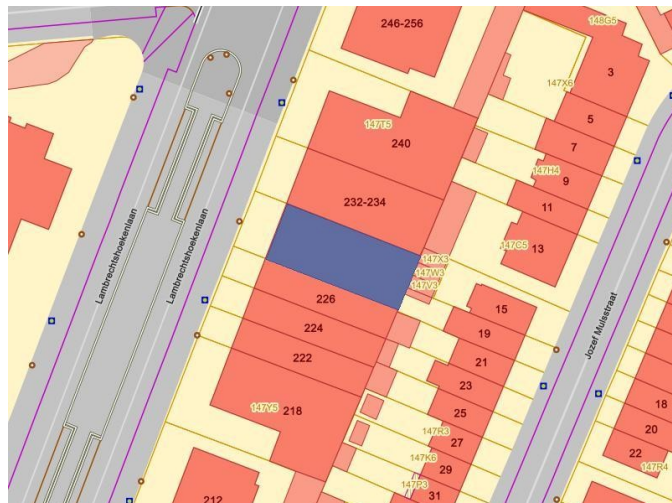 246-256
148G5
3
147X6
5
147T5
240
7
147H4
9
232-234
11
147C5
13
Lambrechtshoekenlaan
Lambrechtshoekenlaan
147X3
147W3
147V3
226
15
224
19
Jozef Mulsstraat
222
21
23
147Y5
218
25
18
147R3
27
20
147K6
22
29
147R4
147P3
31
212